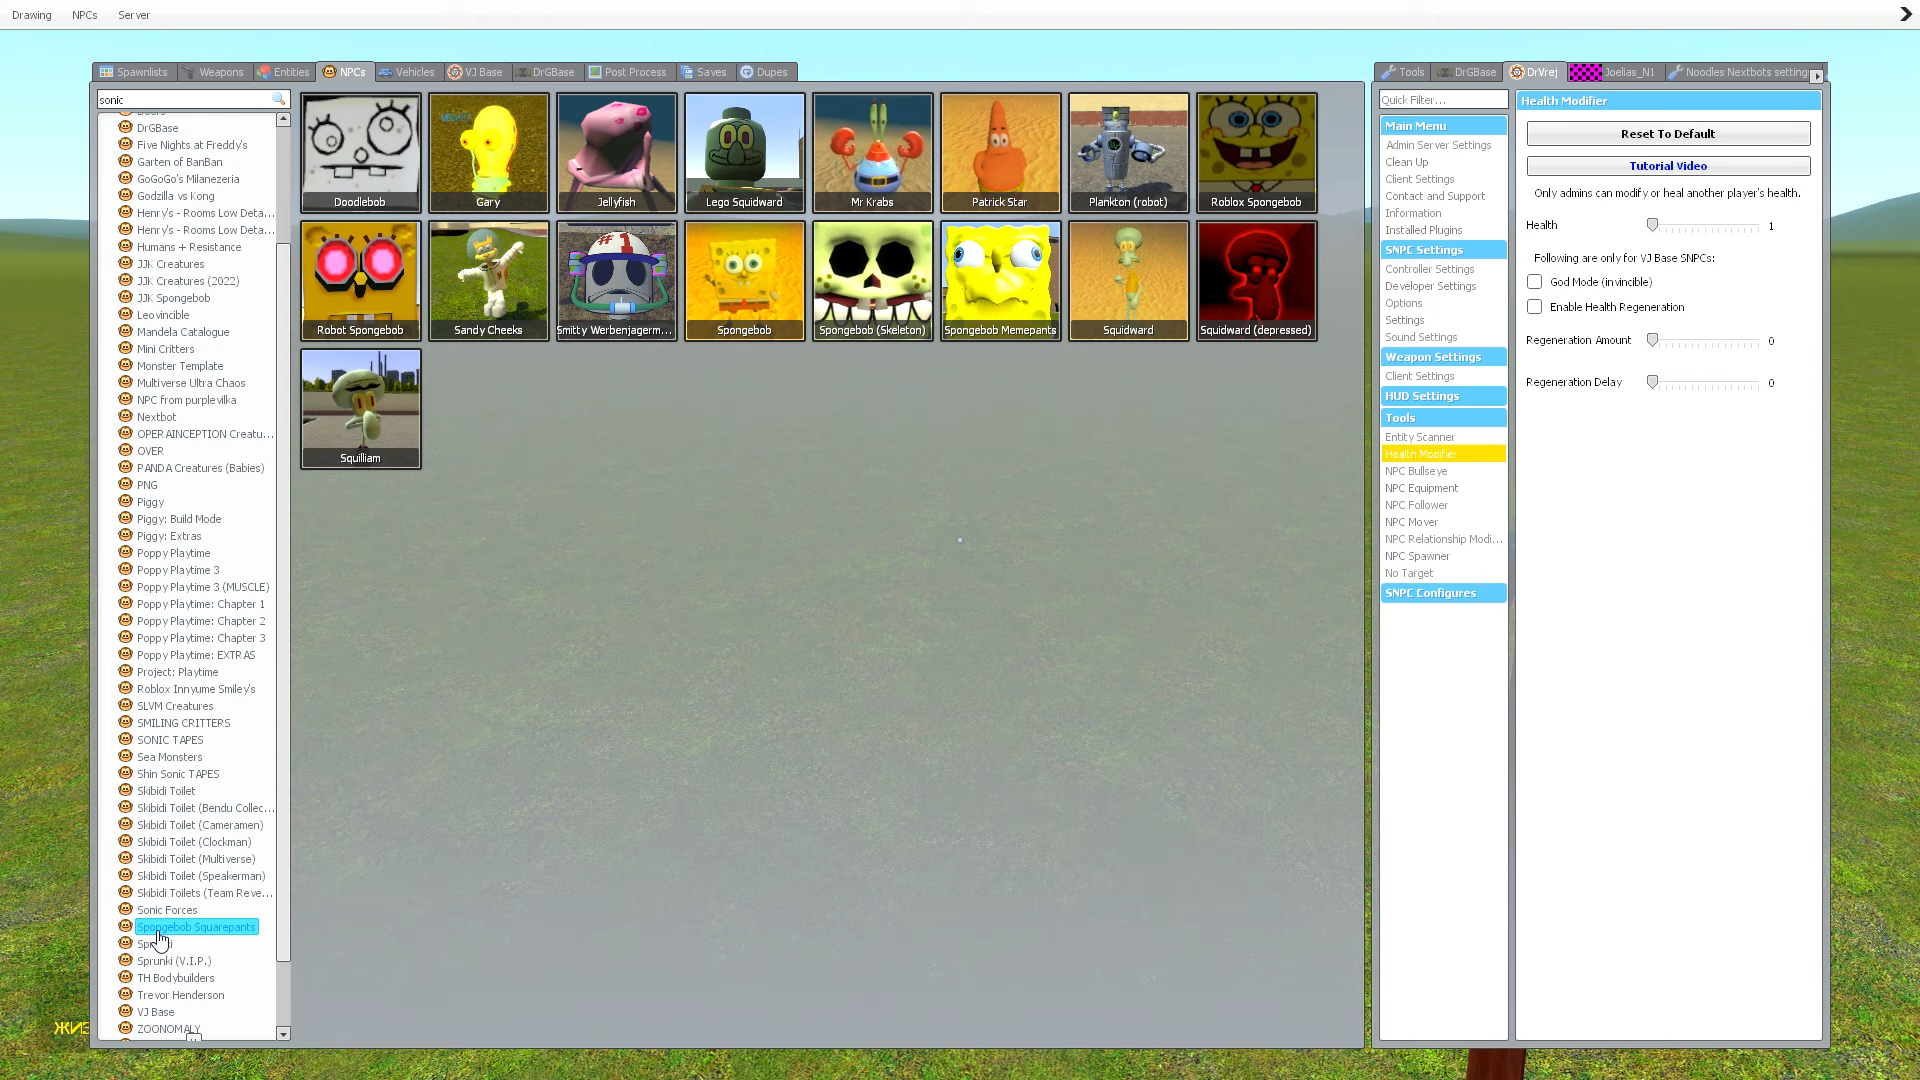 Drawing NPCs Server
Spawnlists Weapons Entities NPCs Vehicles VJ Base DrGBase Post Process Saves Dupes
sonic
DrGBase
Five Nights at Freddy's
Garten of BanBan
GoGoGo's Milanezeria
Godzilla vs Kong
Henry's - Rooms Low Deta...
Henry's - Rooms Low Deta...
Humans + Resistance
JJK Creatures
JJK Creatures (2022)
JJK Spongebob
Leovincible
Mandela Catalogue
Mini Critters
Monster Template
Multiverse Ultra Chaos
NPC from purplevilka
Nextbot
OPERAINCEPTION Creatu...
OVER
PANDA Creatures (Babies)
PNG
Piggy
Piggy: Build Mode
Piggy: Extras
Poppy Playtime
Poppy Playtime 3
Poppy Playtime 3 (MUSCLE)
Poppy Playtime: Chapter 1
Poppy Playtime: Chapter 2
Poppy Playtime: Chapter 3
Poppy Playtime: EXTRAS
Project: Playtime
Roblox Innyume Smiley's
SLVM Creatures
SMILING CRITTERS
SONIC TAPES
Sea Monsters
Shin Sonic TAPES
Skibidi Toilet
Skibidi Toilet (Bendu Collec...
Skibidi Toilet (Cameramen)
Skibidi Toilet (Clockman)
Skibidi Toilet (Multiverse)
Skibidi Toilet (Speakerman)
Skibidi Toilets (Team Reve...
Sonic Forces
Spongebob Squarepants
Sprunki (V.I.P.)
TH Bodybuilders
Trevor Henderson
VJ Base
ZOONOMALY
Doodlebob Gary Jellyfish Lego Squidward Mr Krabs Patrick Star Plankton (robot) Roblox Spongebob
#1
Robot Spongebob Sandy Cheeks Smitty Werbenjagerm... Spongebob Spongebob (Skeleton) Spongebob Memepants Squidward Squidward (depressed)
Squilliam
Tools DrGBase DrVrej Joelias_N1 Noodles Nextbots setting
Quick Filter...
Main Menu
Admin Server Settings
Clean Up
Client Settings
Contact and Support
Information
Installed Plugins
SNPC Settings
Controller Settings
Developer Settings
Options
Settings
Sound Settings
Weapon Settings
Client Settings
HUD Settings
Tools
Entity Scanner
Health Modifier
NPC Bullseye
NPC Equipment
NPC Follower
NPC Mover
NPC Relationship Modi...
NPC Spawner
No Target
SNPC Configures
Health Modifier
Reset To Default
Tutorial Video
Only admins can modify or heal another player's health.
Health 1
Following are only for VJ Base SNPCs:
God Mode (invincible)
Enable Health Regeneration
Regeneration Amount 0
Regeneration Delay 0